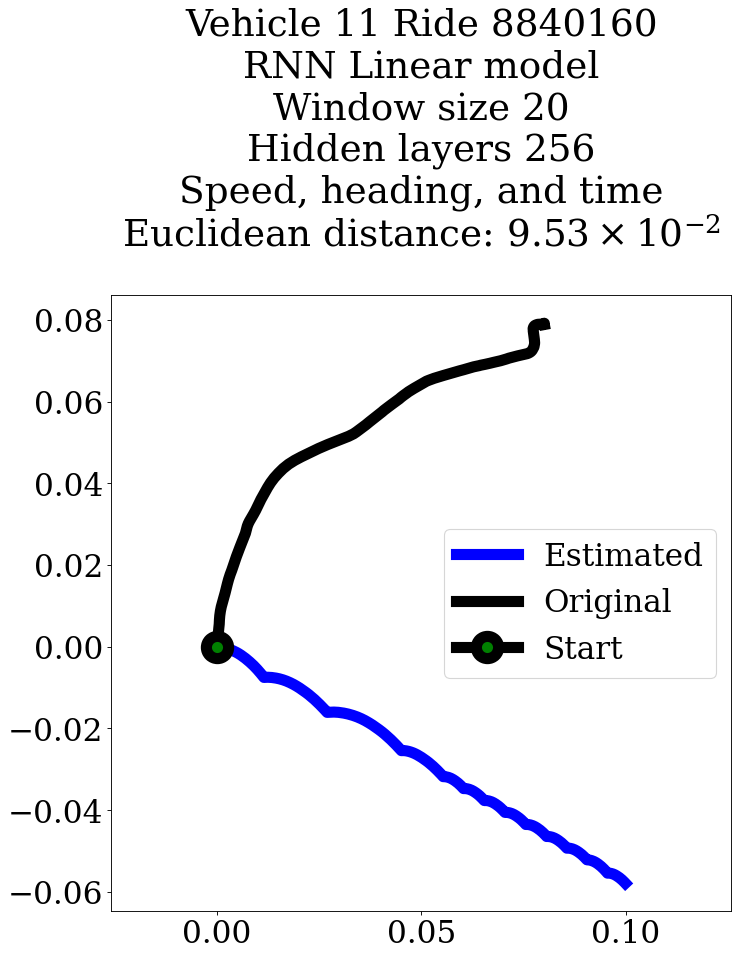 Vehicle 11 Ride 8840160
RNN Linear model
Window size 20
Hidden layers 256
Speed, heading, and time
Euclidean distance: 9.53 × 10⁻²
0.08
0.06
0.04
0.02
0.00
−0.02
−0.04
−0.06
Estimated
Original
Start
0.00 0.05 0.10